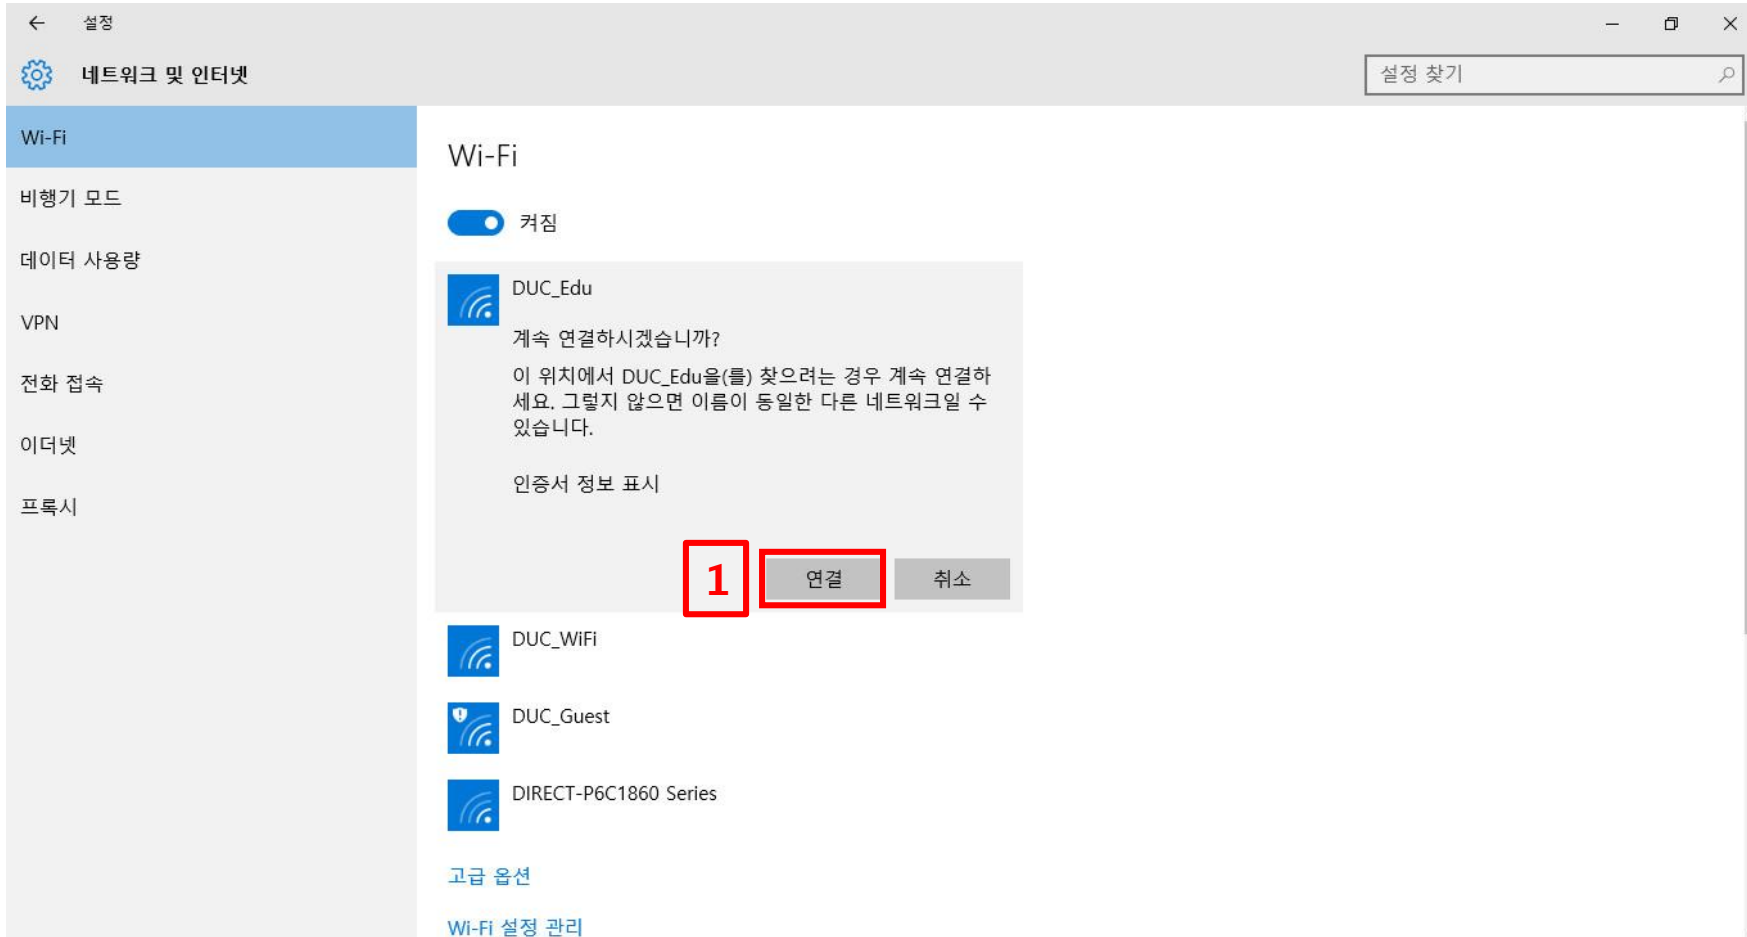 설정
네트워크 및 인터넷
설정 찾기
Wi-Fi
비행기 모드
데이터 사용량
VPN
전화 접속
이더넷
프록시
Wi-Fi
켜짐
DUC_Edu
계속 연결하시겠습니까?
이 위치에서 DUC_Edu을(를) 찾으려는 경우 계속 연결하
세요. 그렇지 않으면 이름이 동일한 다른 네트워크일 수
있습니다.
인증서 정보 표시
1 연결 취소
DUC_WiFi
DUC_Guest
DIRECT-P6C1860 Series
고급 옵션
Wi-Fi 설정 관리